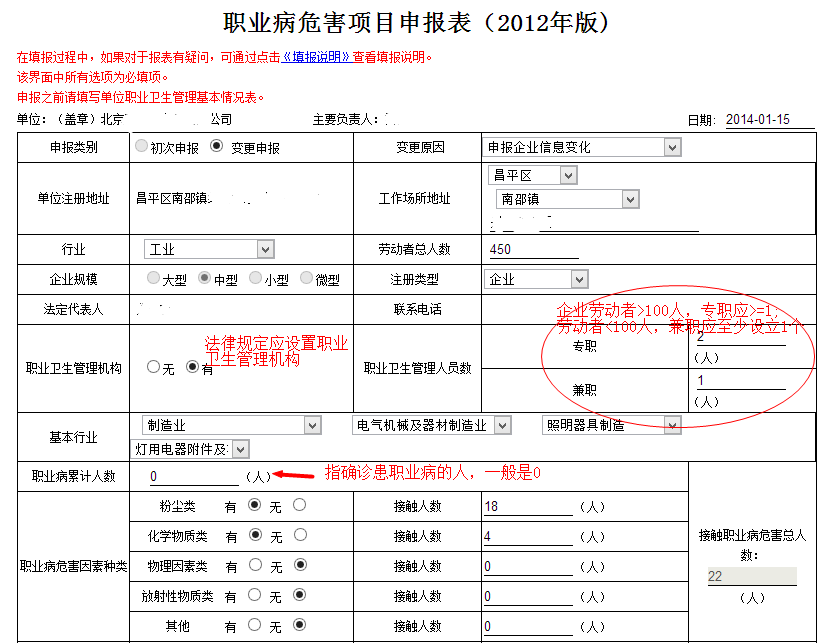 职业病危害项目申报表（2012年版）
在填报过程中，如果对于报表有疑问，可通过点击《填报说明》查看填报说明。
该界面中所有选项为必填项。
申报之前请填写单位职业卫生管理基本情况表。
单位：（盖章）北京 公司 主要负责人： 日期: 2014-01-15
申报类别 初次申报 变更申报 变更原因 申报企业信息变化
单位注册地址 昌平区南邵镇 工作场所地址 昌平区
南邵镇
行业 工业 劳动者总人数 450
企业规模 大型 中型 小型 微型 注册类型 企业
法定代表人 联系电话
企业劳动者>100人，专职应>=1,
劳动者<100人，兼职应至少设立1个
法律规定应设置职业
卫生管理机构
职业卫生管理机构 无 有 职业卫生管理人员数 专职 2
（人）
兼职 1
（人）
基本行业 制造业 电气机械及器材制造业 照明器具制造
灯用电器附件及
职业病累计人数 0 （人） 指确诊患职业病的人，一般是0
职业病危害因素种类
粉尘类 有 无 接触人数 18 （人）
化学物质类 有 无 接触人数 4 （人）
物理因素类 有 无 接触人数 0 （人）
放射性物质类 有 无 接触人数 0 （人）
其他 有 无 接触人数 0 （人）
接触职业病危害总人
数：
22
（人）